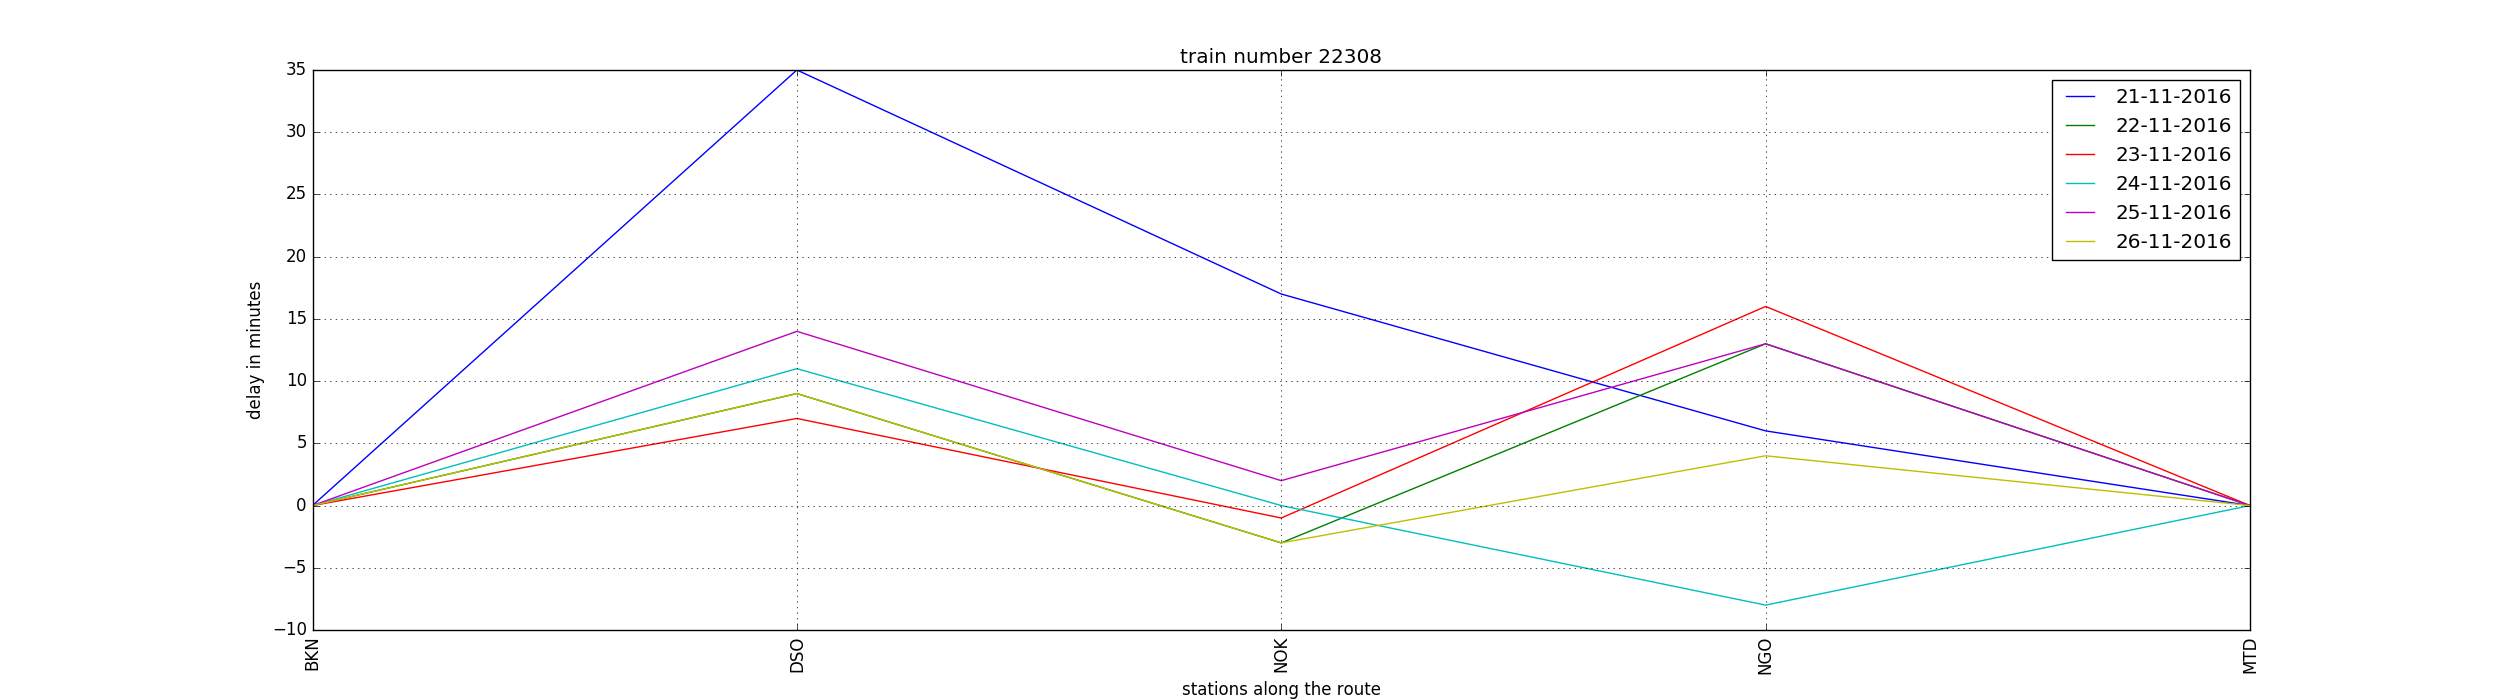 train number 22308
35
30
25
20
15
10
5
0
−5
−10
delay in minutes
21-11-2016
22-11-2016
23-11-2016
24-11-2016
25-11-2016
26-11-2016
BKN
DSO
NOK
NGO
MTD
stations along the route